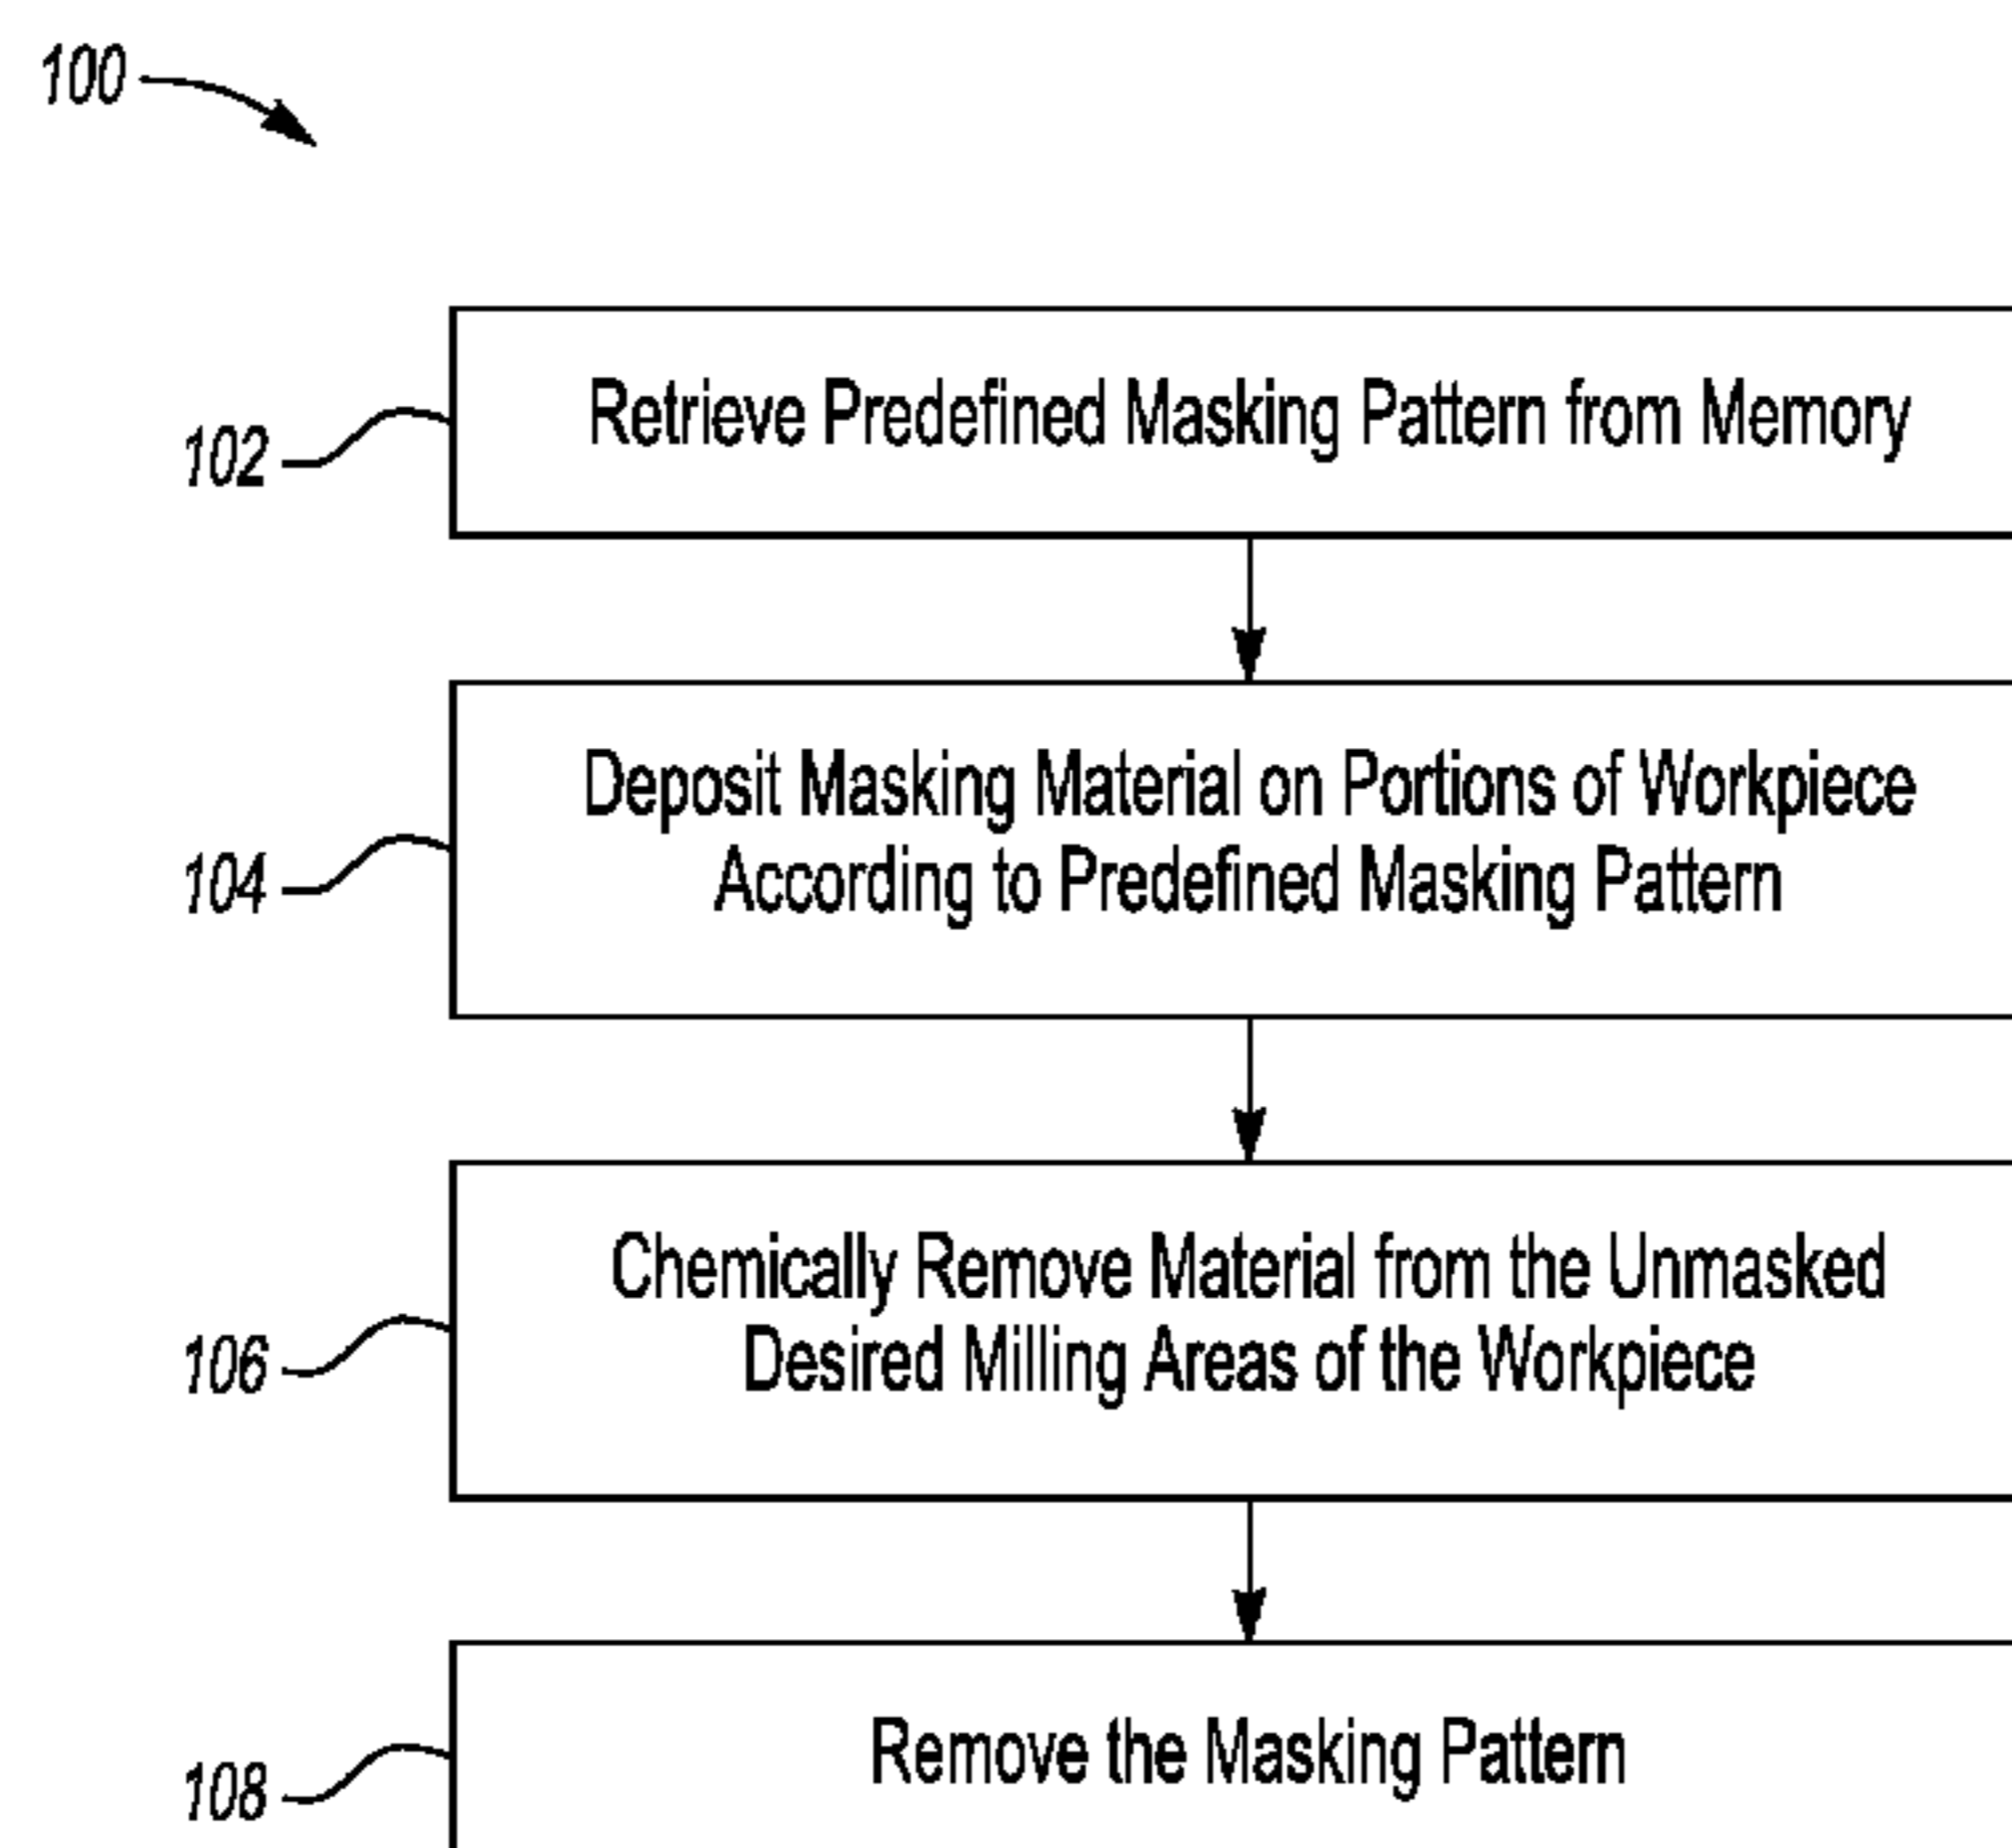 100
102
Retrieve Predefined Masking Pattern from Memory
104
Deposit Masking Material on Portions of Workpiece
According to Predefined Masking Pattern
106
Chemically Remove Material from the Unmasked
Desired Milling Areas of the Workpiece
108
Remove the Masking Pattern